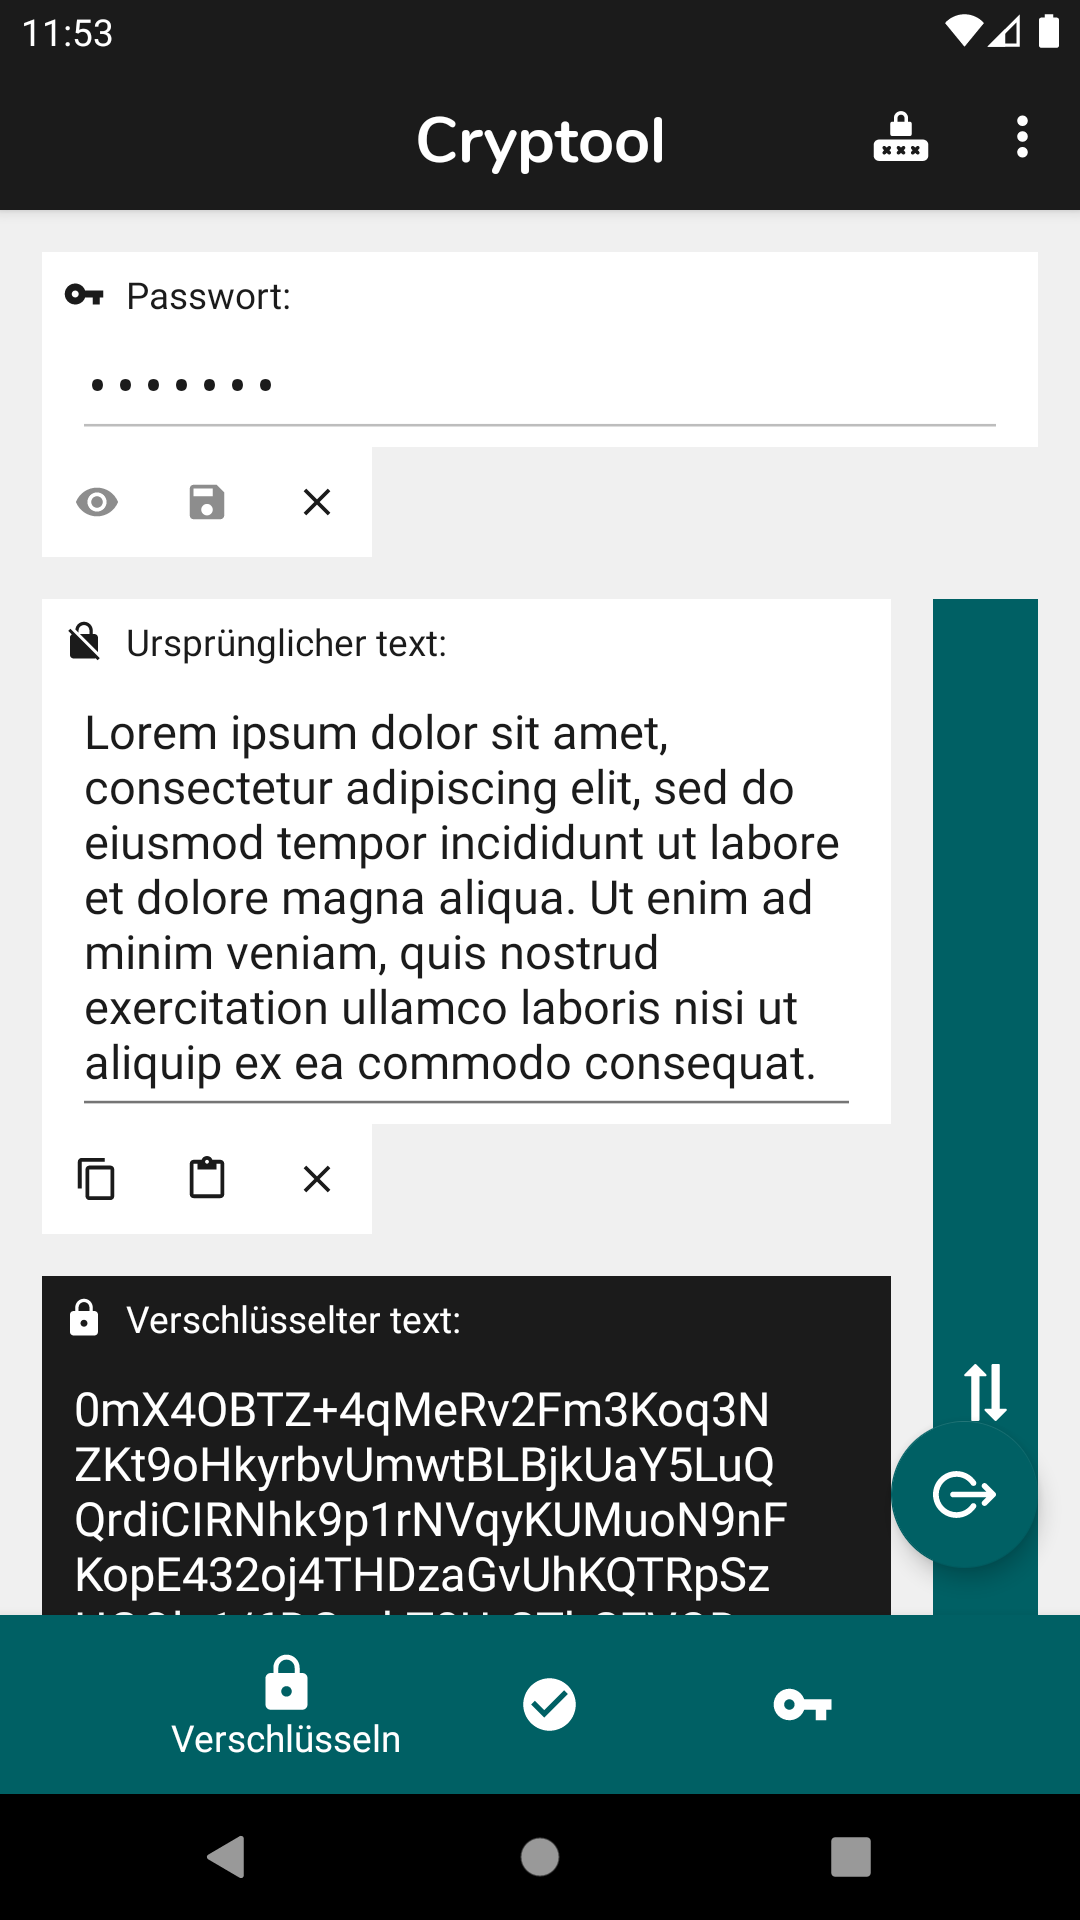 11:53
Cryptool
Passwort:
•••••••
Ursprünglicher text:
Lorem ipsum dolor sit amet,
consectetur adipiscing elit, sed do
eiusmod tempor incididunt ut labore
et dolore magna aliqua. Ut enim ad
minim veniam, quis nostrud
exercitation ullamco laboris nisi ut
aliquip ex ea commodo consequat.
Verschlüsselter text:
0mX4OBTZ+4qMeRv2Fm3Koq3N
ZKt9oHkyrbvUmwtBLBjkUaY5LuQ
QrdiCIRNhk9p1rNVqyKUMuoN9nF
KopE432oj4THDzaGvUhKQTRpSz
Verschlüsseln